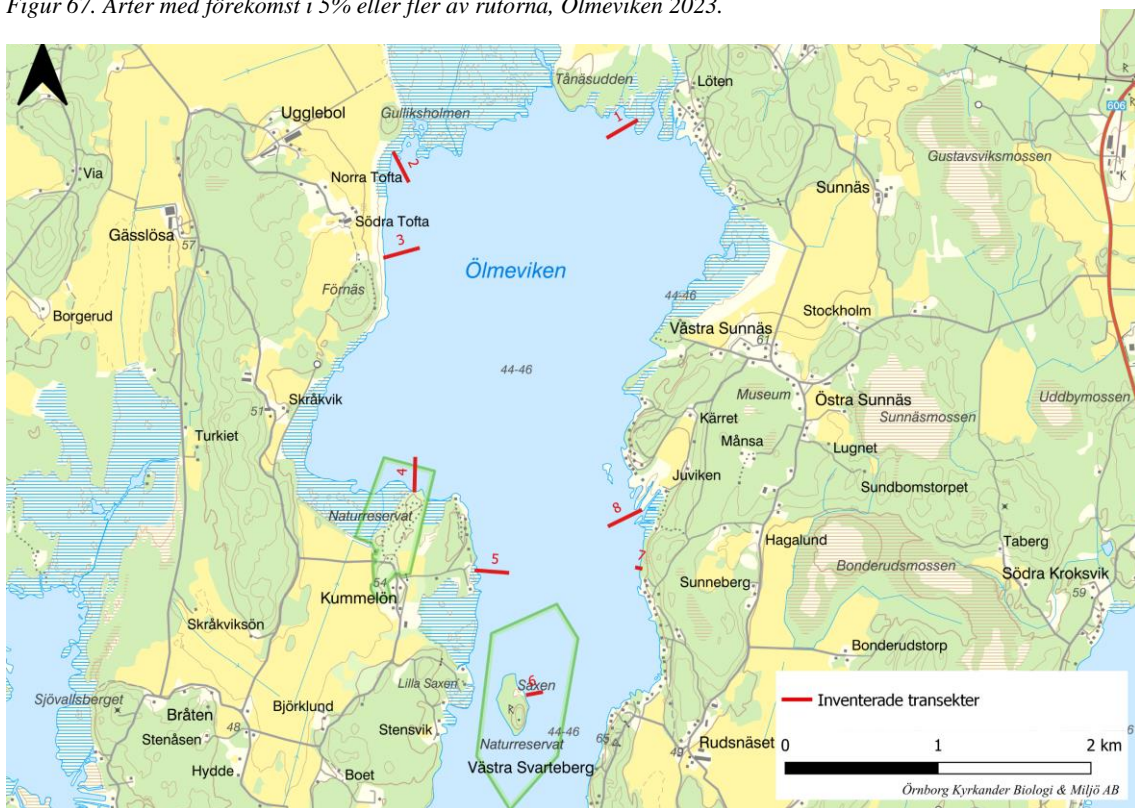 Figur 67. Arter med förekomst i 5% eller fler av rutorna, Ölmeviken 2023.
Tånäsudden
Löten
Ugglebol
Gulliksholmen
1
606
Gustavsviksmossen
Via
2
Norra Tofta
R
K
Sunnäs
Gässlösa
57
Södra Tofta
3
Ölmeviken
Förnäs
44-46
Borgerud
Västra Sunnäs
61
Stockholm
44-46
Museum
Östra Sunnäs
Uddbymossen
Skråkvik
51
Kärret
Sunnäsmossen
Turkiet
Månsa
Lugnet
4
Juviken
Sundbomstorpet
Naturreservat
8
Hagalund
Taberg
5
7
Bonderudsmossen
Södra Kroksvik
54
Sunneberg
59
Kummelön
Skråkviksön
Bonderudstorp
Lilla Saxen
Saxen
6
Sjövallsberget
Björklund
R
Inventerade transekter
Bråten
48
Stensvik
44-46
65
Stenåsen
Naturreservat
49
Rudsnäset
0 1 2 km
Hydde
Boet
Västra Svarteberg
Örnborg Kyrkander Biologi & Miljö AB